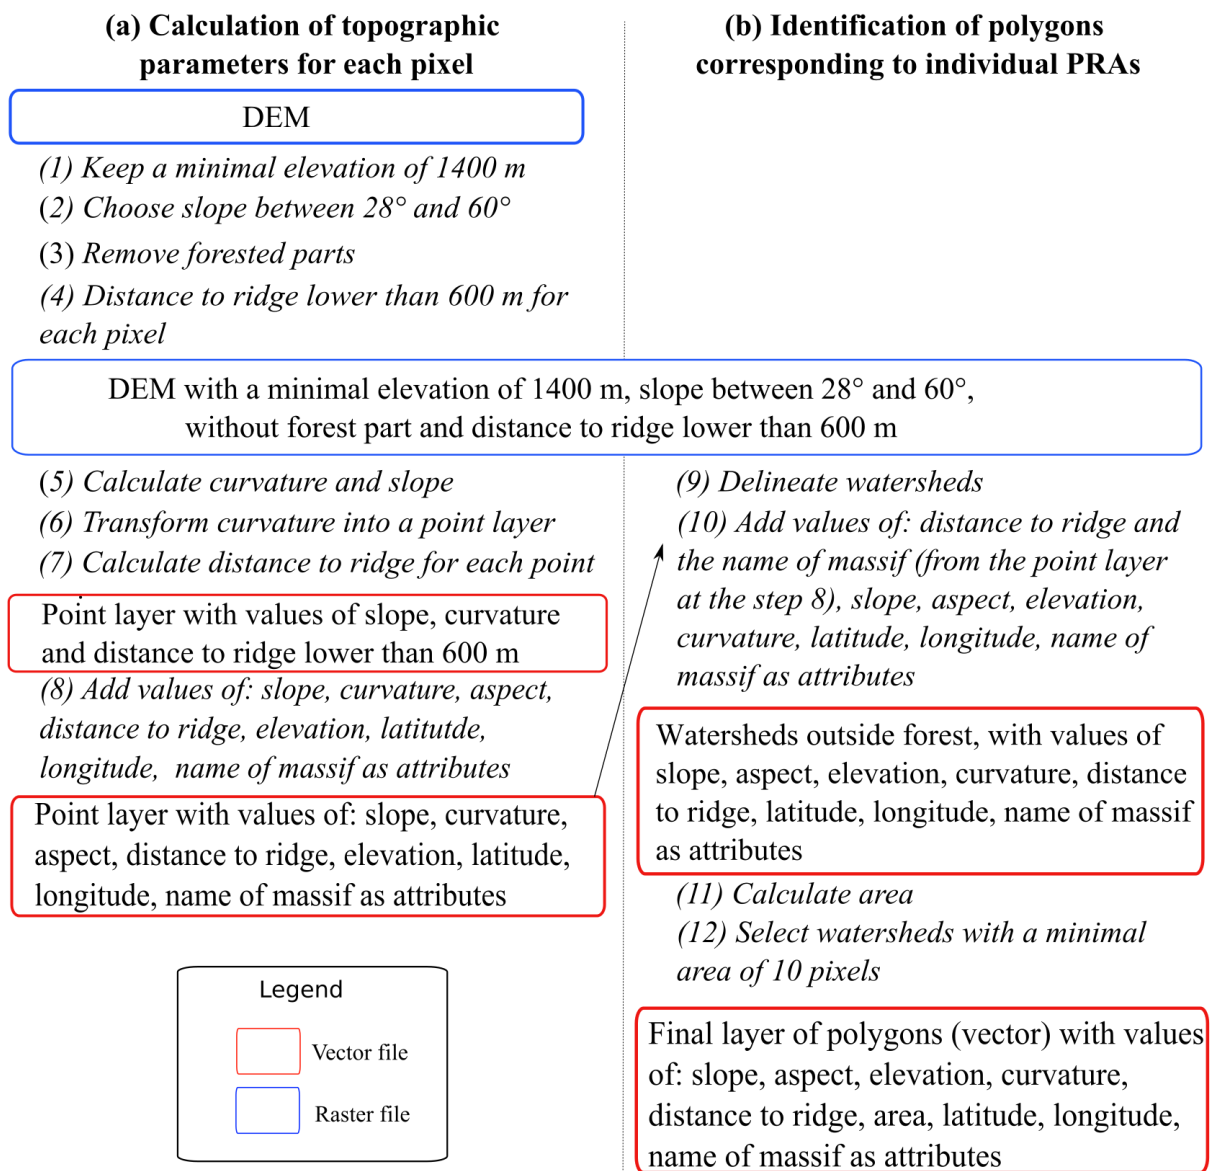 (a) Calculation of topographic
parameters for each pixel
DEM
(1) Keep a minimal elevation of 1400 m
(2) Choose slope between 28° and 60°
(3) Remove forested parts
(4) Distance to ridge lower than 600 m for
each pixel
(b) Identification of polygons
corresponding to individual PRAs
DEM with a minimal elevation of 1400 m, slope between 28° and 60°,
without forest part and distance to ridge lower than 600 m
(5) Calculate curvature and slope
(6) Transform curvature into a point layer
(7) Calculate distance to ridge for each point
Point layer with values of slope, curvature
and distance to ridge lower than 600 m
(8) Add values of: slope, curvature, aspect,
distance to ridge, elevation, latitutde,
longitude, name of massif as attributes
Point layer with values of: slope, curvature,
aspect, distance to ridge, elevation, latitude,
longitude, name of massif as attributes
(9) Delineate watersheds
(10) Add values of: distance to ridge and
the name of massif (from the point layer
at the step 8), slope, aspect, elevation,
curvature, latitude, longitude, name of
massif as attributes
Watersheds outside forest, with values of
slope, aspect, elevation, curvature, distance
to ridge, latitude, longitude, name of massif
as attributes
(11) Calculate area
(12) Select watersheds with a minimal
area of 10 pixels
Final layer of polygons (vector) with values
of: slope, aspect, elevation, curvature,
distance to ridge, area, latitude, longitude,
name of massif as attributes
Legend
Vector file
Raster file